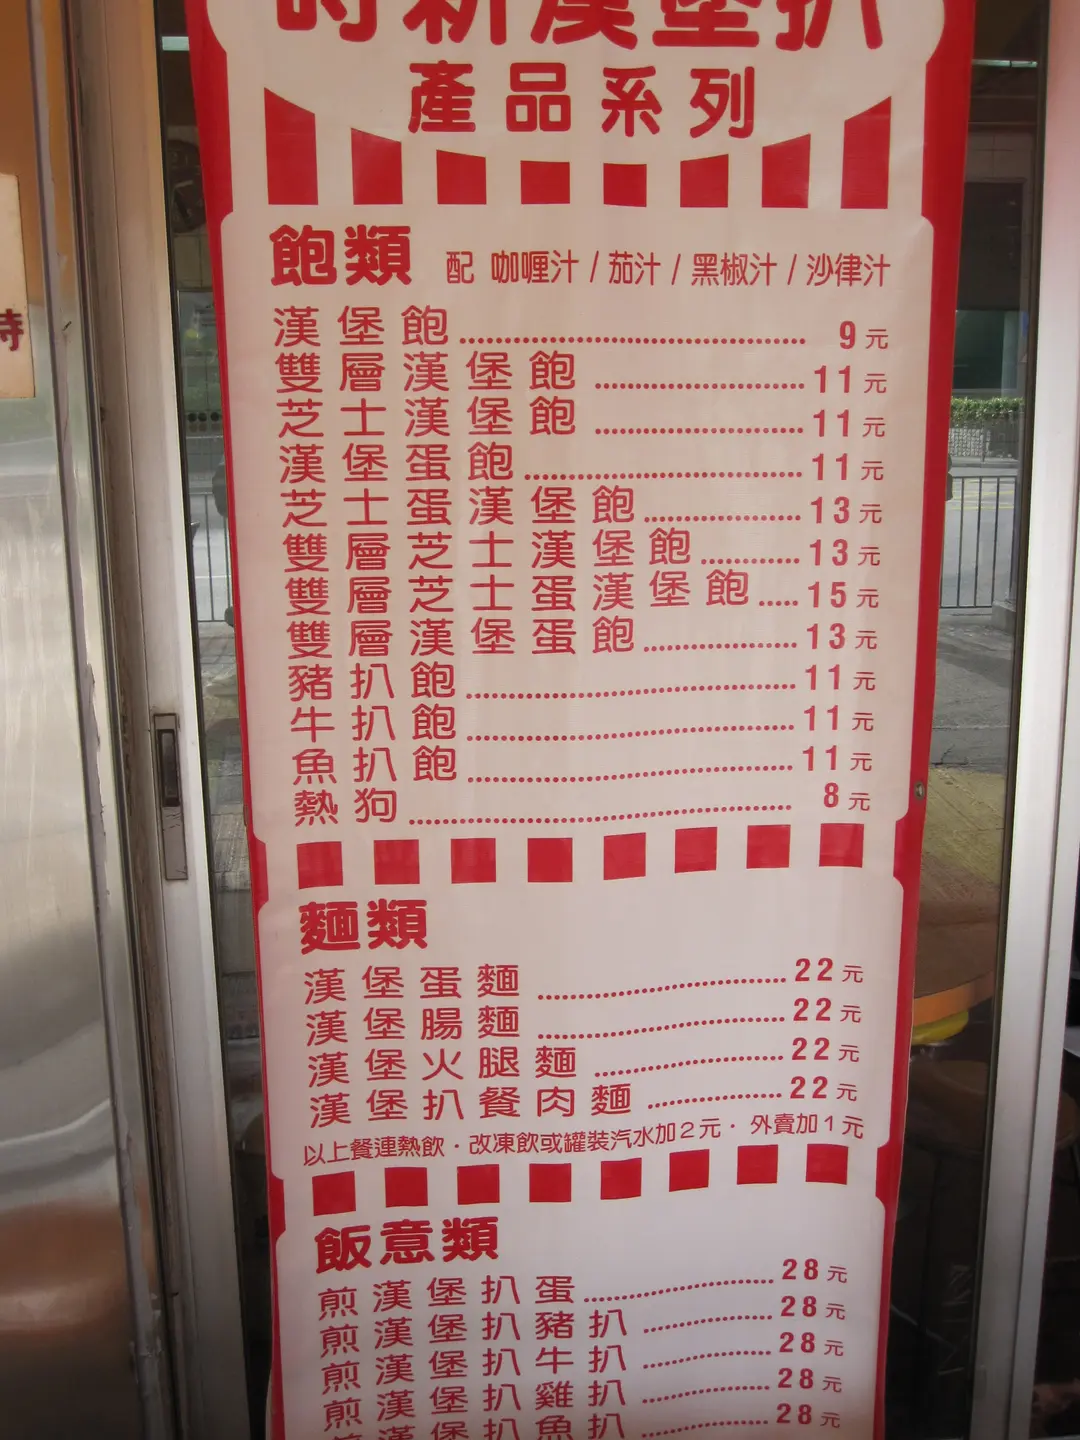 時新漢堡扒
產品系列
飽類 配 咖喱汁 / 茄汁 / 黑椒汁 / 沙律汁
漢堡飽 9元
雙層漢堡飽 11元
芝士漢堡飽 11元
漢堡蛋飽 11元
芝士蛋漢堡飽 13元
雙層芝士漢堡飽 13元
雙層芝士蛋漢堡飽 15元
雙層漢堡蛋飽 13元
豬扒飽 11元
牛扒飽 11元
魚扒飽 11元
熱狗 8元
麵類
漢堡蛋麵 22元
漢堡腸麵 22元
漢堡火腿麵 22元
漢堡扒餐肉麵 22元
以上餐連熱飲．改凍飲或罐裝汽水加2元．外賣加1元
飯意類
煎漢堡扒蛋 28元
煎漢堡扒豬扒 28元
煎漢堡扒牛扒 28元
煎漢堡扒雞扒 28元
煎漢堡扒魚扒 28元